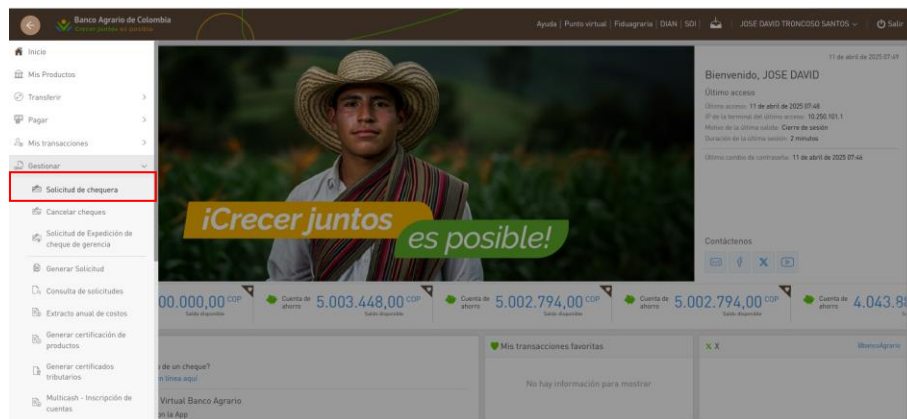 Banco Agrario de Colombia
Crecer juntos es posible
Ayuda | Punto virtual | Fiduagraria | DIAN | SOI |
JOSE DAVID TRONCOSO SANTOS
Salir
Inicio
Mis Productos
Transferir
Pagar
Mis transacciones
Gestionar
Solicitud de chequera
Cancelar cheques
Solicitud de Expedición de
cheque de gerencia
Generar Solicitud
Consulta de solicitudes
Extracto anual de costos
Generar certificación de
productos
Generar certificados
tributarios
Multicash - Inscripción de
cuentas
¡Crecer juntos
es posible!
11 de abril de 2025 07:49
Bienvenido, JOSE DAVID
Último acceso
Último acceso: 11 de abril de 2025 07:48
IP de la terminal del último acceso: 10.250.101.1
Motivo de la última salida: Cierre de sesión
Duración de la última sesión: 2 minutos
Último cambio de contraseña: 11 de abril de 2025 07:46
Contáctenos
00.000,00 COP
Saldo disponible
Cuenta de
ahorro
5.003.448,00 COP
Saldo disponible
Cuenta de
ahorro
5.002.794,00 COP
Saldo disponible
Cuenta de
ahorro
5.002.794,00 COP
Saldo disponible
Cuenta de
ahorro
4.043.8
de un cheque?
en línea aquí
Virtual Banco Agrario
on la App
Mis transacciones favoritas
No hay información para mostrar
X
@bancoAgrario